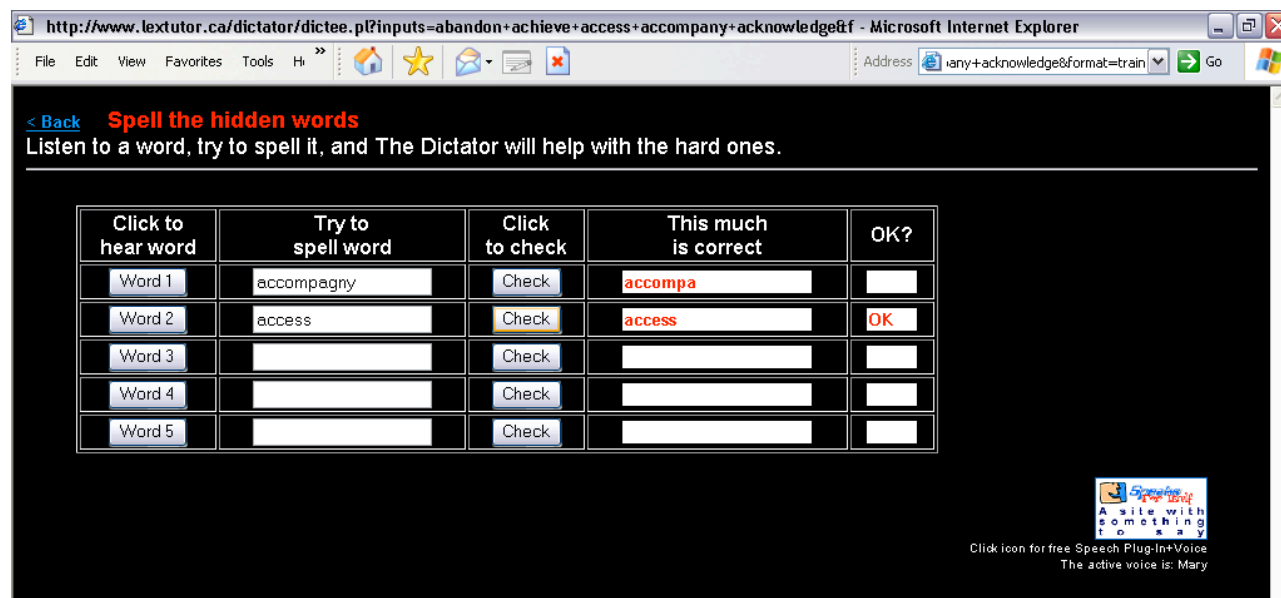 http://www.lextutor.ca/dictator/dictee.pl?inputs=abandon+achieve+access+accompany+acknowledge&f - Microsoft Internet Explorer
File Edit View Favorites Tools H » Address any+acknowledge&format=train Go
< Back Spell the hidden words
Listen to a word, try to spell it, and The Dictator will help with the hard ones.
Click to Try to Click This much OK?
hear word spell word to check is correct
Word 1 accompagny Check accompa
Word 2 access Check access OK
Word 3 Check
Word 4 Check
Word 5 Check
A site with
something
to say
Click icon for free Speech Plug-In+Voice
The active voice is: Mary